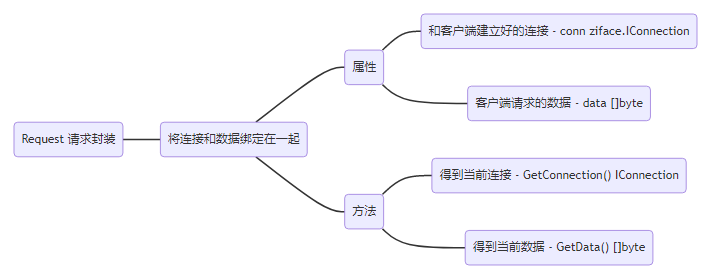 Request 请求封装
将连接和数据绑定在一起
属性
和客户端建立好的连接 - conn ziface.IConnection
客户端请求的数据 - data []byte
方法
得到当前连接 - GetConnection() IConnection
得到当前数据 - GetData() []byte